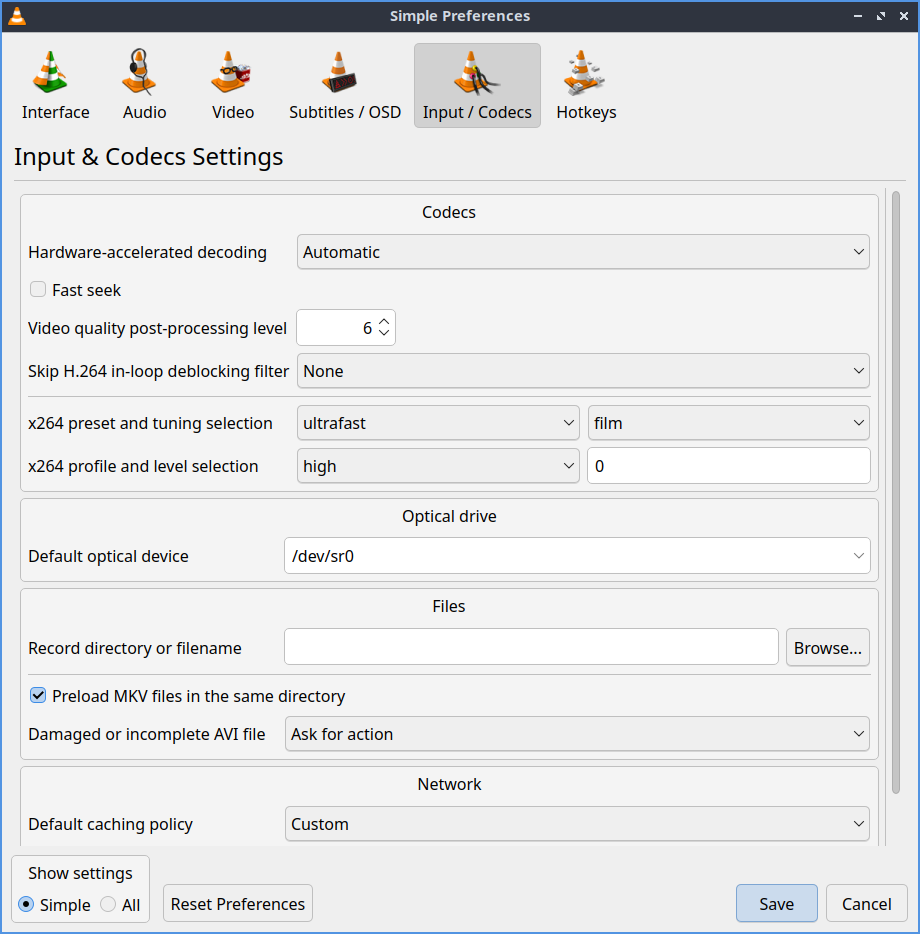 Simple Preferences
Interface Audio Video Subtitles / OSD Input / Codecs Hotkeys
Input & Codecs Settings
Codecs
Hardware-accelerated decoding Automatic
Fast seek
Video quality post-processing level 6
Skip H.264 in-loop deblocking filter None
x264 preset and tuning selection ultrafast film
x264 profile and level selection high 0
Optical drive
Default optical device /dev/sr0
Files
Record directory or filename Browse...
Preload MKV files in the same directory
Damaged or incomplete AVI file Ask for action
Network
Default caching policy Custom
Show settings
Simple All Reset Preferences Save Cancel